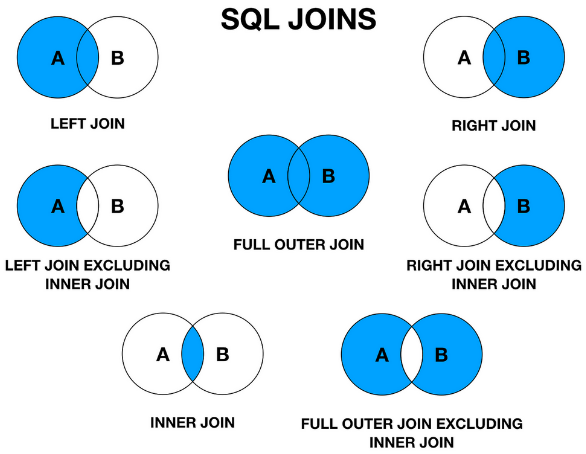 SQL JOINS
A B
LEFT JOIN
A B
RIGHT JOIN
A B
FULL OUTER JOIN
A B
LEFT JOIN EXCLUDING
INNER JOIN
A B
RIGHT JOIN EXCLUDING
INNER JOIN
A B
INNER JOIN
A B
FULL OUTER JOIN EXCLUDING
INNER JOIN